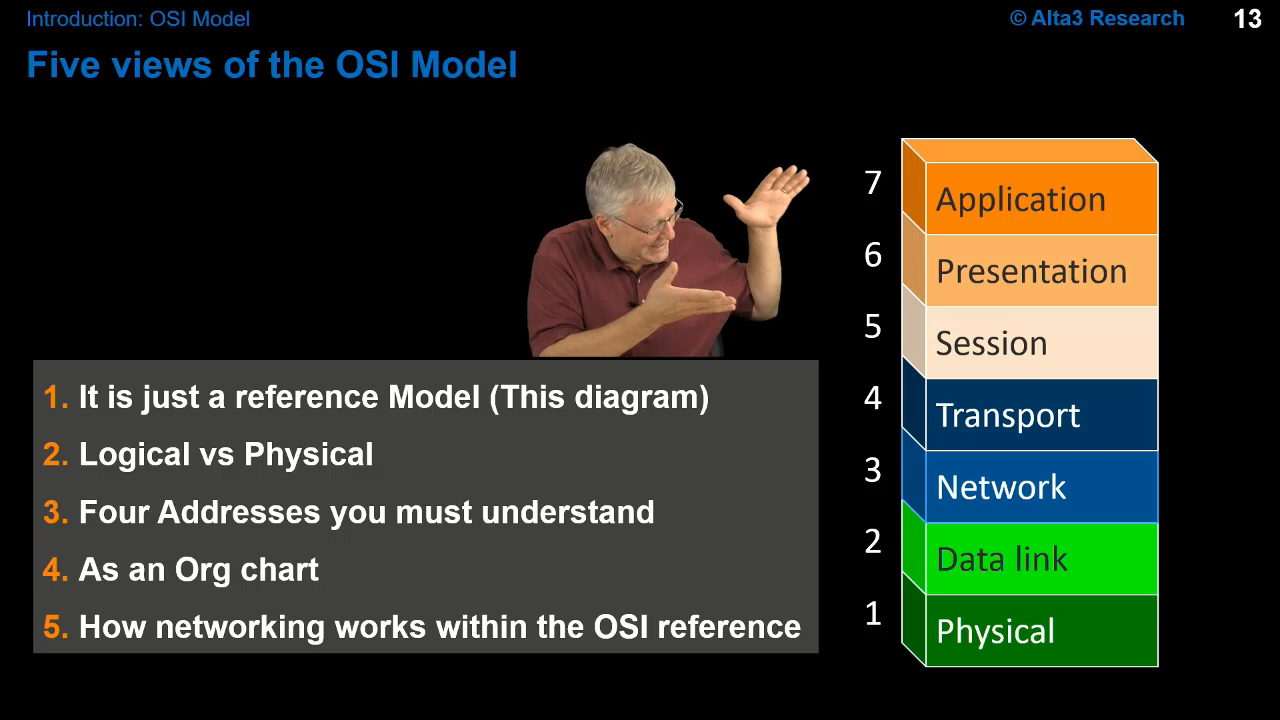 Introduction: OSI Model
© Alta3 Research
13
Five views of the OSI Model
1. It is just a reference Model (This diagram)
2. Logical vs Physical
3. Four Addresses you must understand
4. As an Org chart
5. How networking works within the OSI reference
7 Application
6 Presentation
5 Session
4 Transport
3 Network
2 Data link
1 Physical